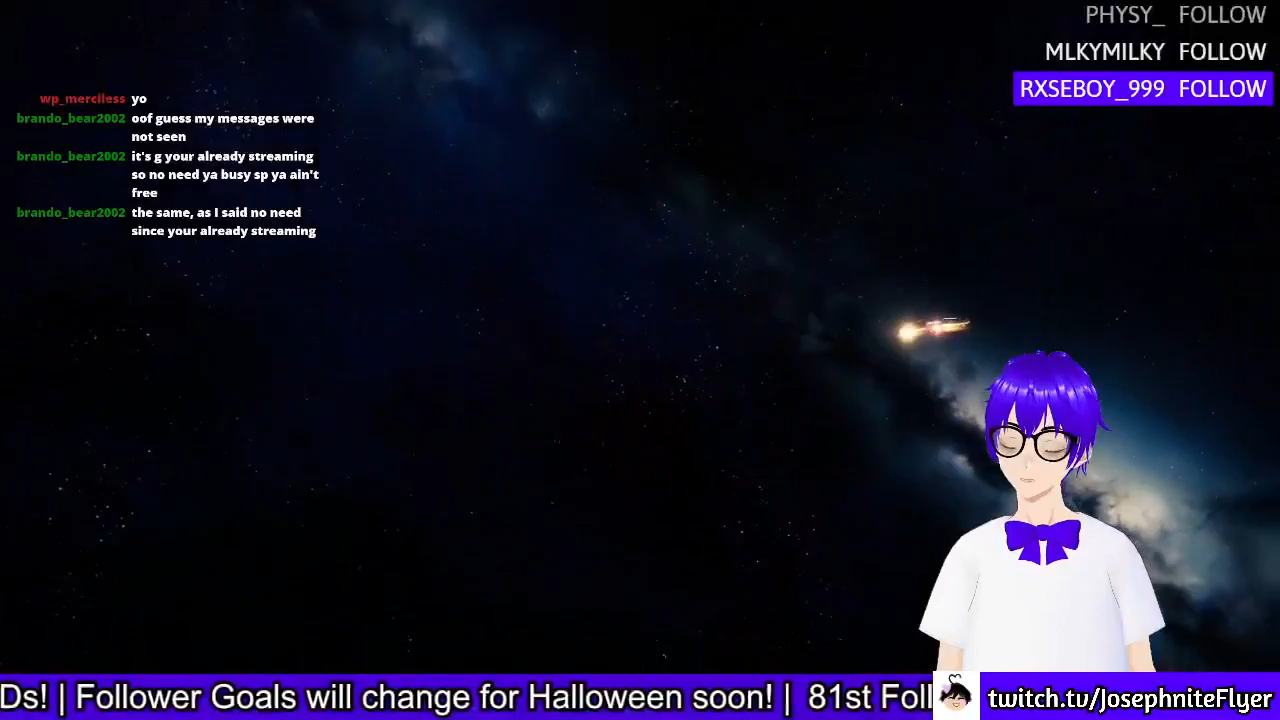 PHYSY_ FOLLOW
MLKYMILKY FOLLOW
RXSEBOY_999 FOLLOW
wp_merciless yo
brando_bear2002 oof guess my messages were
not seen
brando_bear2002 it's g your already streaming
so no need ya busy sp ya ain't
free
brando_bear2002 the same, as I said no need
since your already streaming
Ds! | Follower Goals will change for Halloween soon! | 81st Foll
twitch.tv/JosephniteFlyer